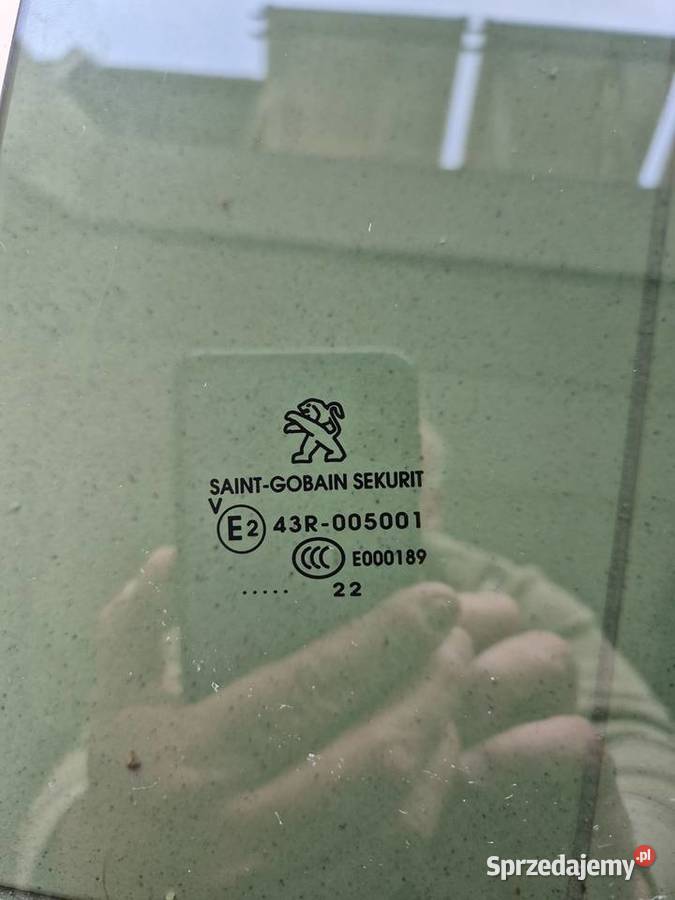 SAINT-GOBAIN SEKURIT
V
E2 43R-005001
CCC E000189
..... 22
Sprzedajemy.pl